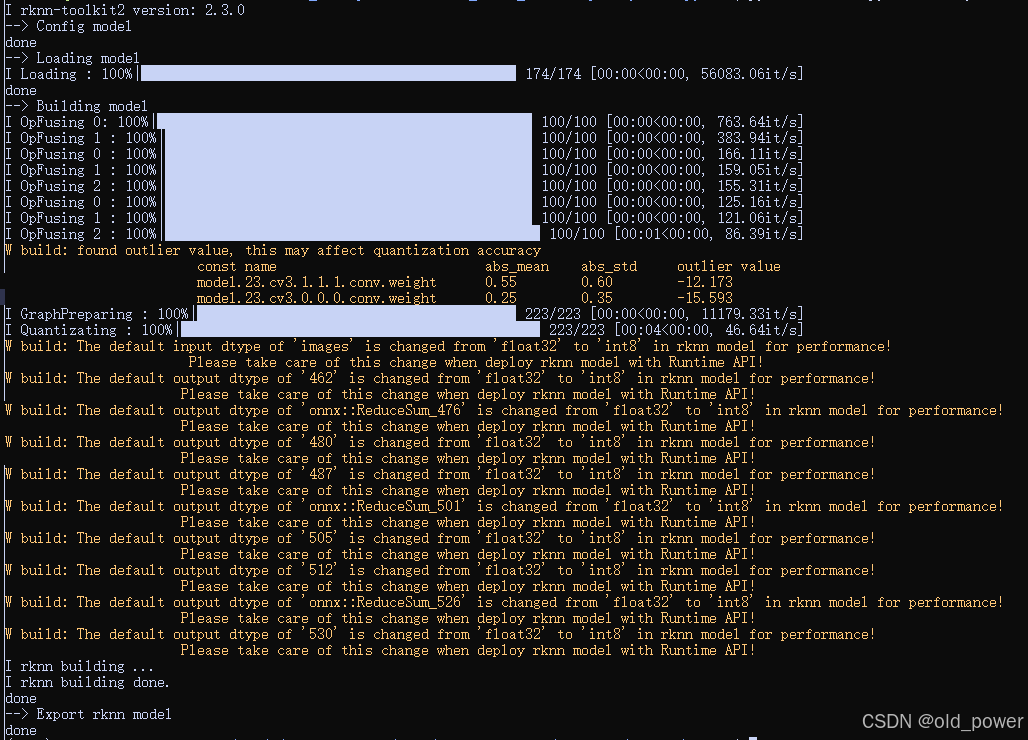 I rknn-toolkit2 version: 2.3.0
--> Config model
done
--> Loading model
I Loading : 100%| 174/174 [00:00<00:00, 56083.06it/s]
done
--> Building model
I OpFusing 0: 100%| 100/100 [00:00<00:00, 763.64it/s]
I OpFusing 1 : 100%| 100/100 [00:00<00:00, 383.94it/s]
I OpFusing 0 : 100%| 100/100 [00:00<00:00, 166.11it/s]
I OpFusing 1 : 100%| 100/100 [00:00<00:00, 159.05it/s]
I OpFusing 2 : 100%| 100/100 [00:00<00:00, 155.31it/s]
I OpFusing 0 : 100%| 100/100 [00:00<00:00, 125.16it/s]
I OpFusing 1 : 100%| 100/100 [00:00<00:00, 121.06it/s]
I OpFusing 2 : 100%| 100/100 [00:01<00:00, 86.39it/s]
W build: found outlier value, this may affect quantization accuracy
const name abs_mean abs_std outlier value
model.23.cv3.1.1.1.conv.weight 0.55 0.60 -12.173
model.23.cv3.0.0.0.conv.weight 0.25 0.35 -15.593
I GraphPreparing : 100%| 223/223 [00:00<00:00, 11179.33it/s]
I Quantizating : 100%| 223/223 [00:04<00:00, 46.64it/s]
W build: The default input dtype of 'images' is changed from 'float32' to 'int8' in rknn model for performance!
Please take care of this change when deploy rknn model with Runtime API!
W build: The default output dtype of '462' is changed from 'float32' to 'int8' in rknn model for performance!
Please take care of this change when deploy rknn model with Runtime API!
W build: The default output dtype of 'onnx::ReduceSum_476' is changed from 'float32' to 'int8' in rknn model for performance!
Please take care of this change when deploy rknn model with Runtime API!
W build: The default output dtype of '480' is changed from 'float32' to 'int8' in rknn model for performance!
Please take care of this change when deploy rknn model with Runtime API!
W build: The default output dtype of '487' is changed from 'float32' to 'int8' in rknn model for performance!
Please take care of this change when deploy rknn model with Runtime API!
W build: The default output dtype of 'onnx::ReduceSum_501' is changed from 'float32' to 'int8' in rknn model for performance!
Please take care of this change when deploy rknn model with Runtime API!
W build: The default output dtype of '505' is changed from 'float32' to 'int8' in rknn model for performance!
Please take care of this change when deploy rknn model with Runtime API!
W build: The default output dtype of '512' is changed from 'float32' to 'int8' in rknn model for performance!
Please take care of this change when deploy rknn model with Runtime API!
W build: The default output dtype of 'onnx::ReduceSum_526' is changed from 'float32' to 'int8' in rknn model for performance!
Please take care of this change when deploy rknn model with Runtime API!
W build: The default output dtype of '530' is changed from 'float32' to 'int8' in rknn model for performance!
Please take care of this change when deploy rknn model with Runtime API!
I rknn building ...
I rknn building done.
done
--> Export rknn model
done
CSDN @old_power